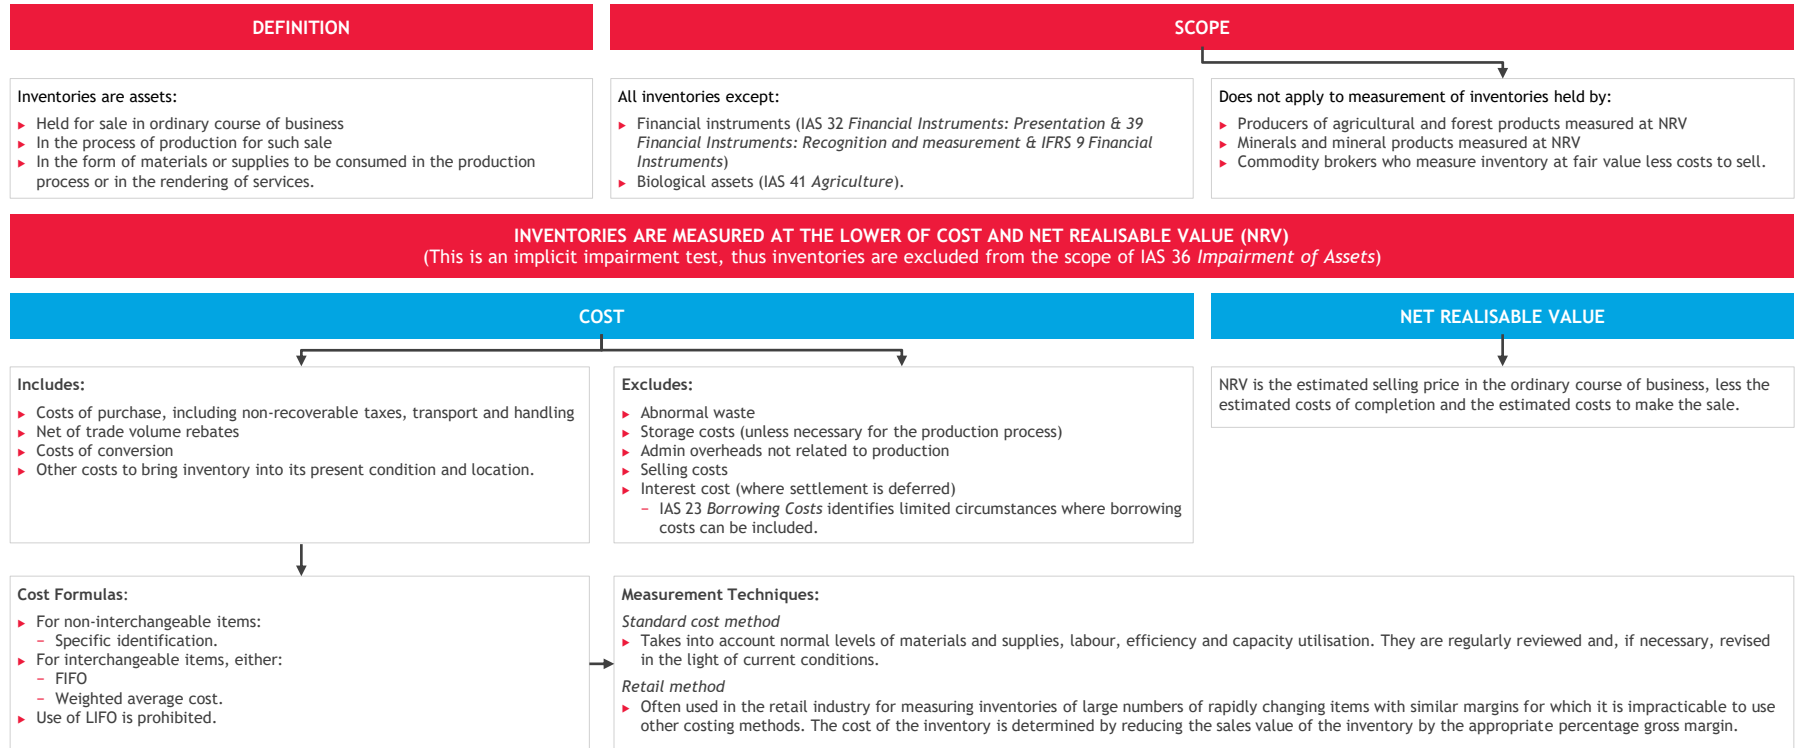 DEFINITION
SCOPE
Inventories are assets:
► Held for sale in ordinary course of business
► In the process of production for such sale
► In the form of materials or supplies to be consumed in the production
process or in the rendering of services.
All inventories except:
► Financial instruments (IAS 32 Financial Instruments: Presentation & 39
Financial Instruments: Recognition and measurement & IFRS 9 Financial
Instruments)
► Biological assets (IAS 41 Agriculture).
Does not apply to measurement of inventories held by:
► Producers of agricultural and forest products measured at NRV
► Minerals and mineral products measured at NRV
► Commodity brokers who measure inventory at fair value less costs to sell.
INVENTORIES ARE MEASURED AT THE LOWER OF COST AND NET REALISABLE VALUE (NRV)
(This is an implicit impairment test, thus inventories are excluded from the scope of IAS 36 Impairment of Assets)
COST
NET REALISABLE VALUE
Includes:
► Costs of purchase, including non-recoverable taxes, transport and handling
► Net of trade volume rebates
► Costs of conversion
► Other costs to bring inventory into its present condition and location.
Excludes:
► Abnormal waste
► Storage costs (unless necessary for the production process)
► Admin overheads not related to production
► Selling costs
► Interest cost (where settlement is deferred)
− IAS 23 Borrowing Costs identifies limited circumstances where borrowing
costs can be included.
NRV is the estimated selling price in the ordinary course of business, less the
estimated costs of completion and the estimated costs to make the sale.
Cost Formulas:
► For non-interchangeable items:
− Specific identification.
► For interchangeable items, either:
− FIFO
− Weighted average cost.
► Use of LIFO is prohibited.
Measurement Techniques:
Standard cost method
► Takes into account normal levels of materials and supplies, labour, efficiency and capacity utilisation. They are regularly reviewed and, if necessary, revised
in the light of current conditions.
Retail method
► Often used in the retail industry for measuring inventories of large numbers of rapidly changing items with similar margins for which it is impracticable to use
other costing methods. The cost of the inventory is determined by reducing the sales value of the inventory by the appropriate percentage gross margin.